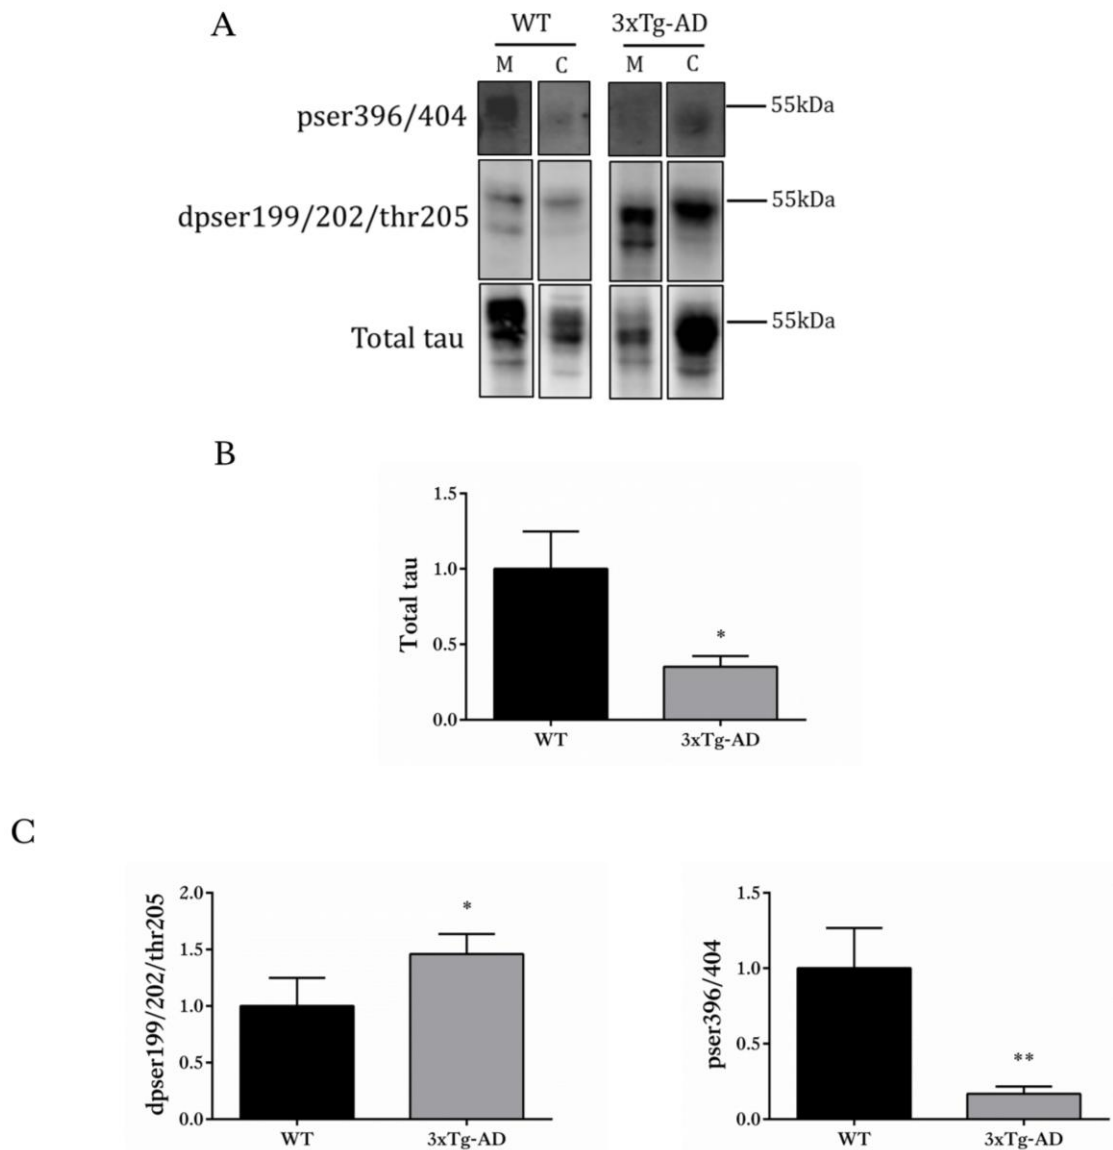 A
WT 3xTg-AD
M C M C
pser396/404 55kDa
dpser199/202/thr205 55kDa
Total tau 55kDa
B
Total tau
1.5
1.0
0.5
0.0
*
WT 3xTg-AD
C
dpser199/202/thr205
2.0
1.5
1.0
0.5
0.0
*
WT 3xTg-AD
pser396/404
1.5
1.0
0.5
0.0
**
WT 3xTg-AD